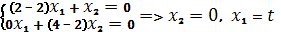 {(2-2)x₁ + x₂ = 0
0x₁ + (4-2)x₂ = 0 => x₂ = 0, x₁ = t